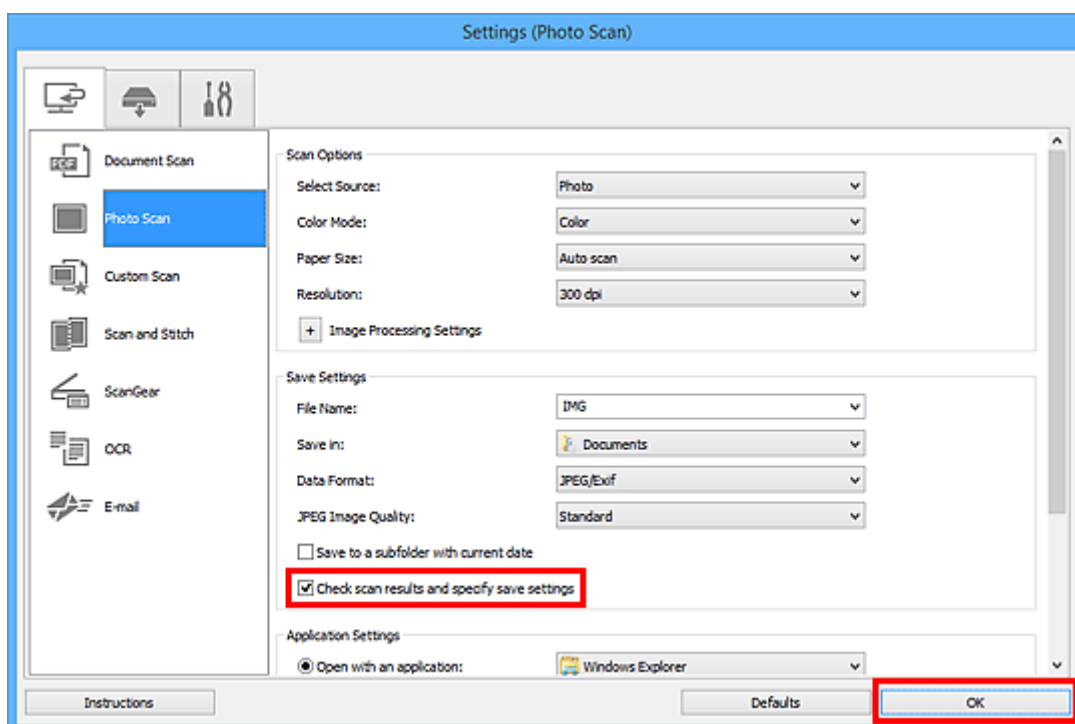 Settings (Photo Scan)
PDF
Document Scan
Photo Scan
Custom Scan
Scan and Stitch
ScanGear
OCR
E-mail
Scan Options
Select Source: Photo
Color Mode: Color
Paper Size: Auto scan
Resolution: 300 dpi
+ Image Processing Settings
Save Settings
File Name: IMG
Save in: Documents
Data Format: JPEG/Exif
JPEG Image Quality: Standard
Save to a subfolder with current date
Check scan results and specify save settings
Application Settings
Open with an application: Windows Explorer
Instructions Defaults OK